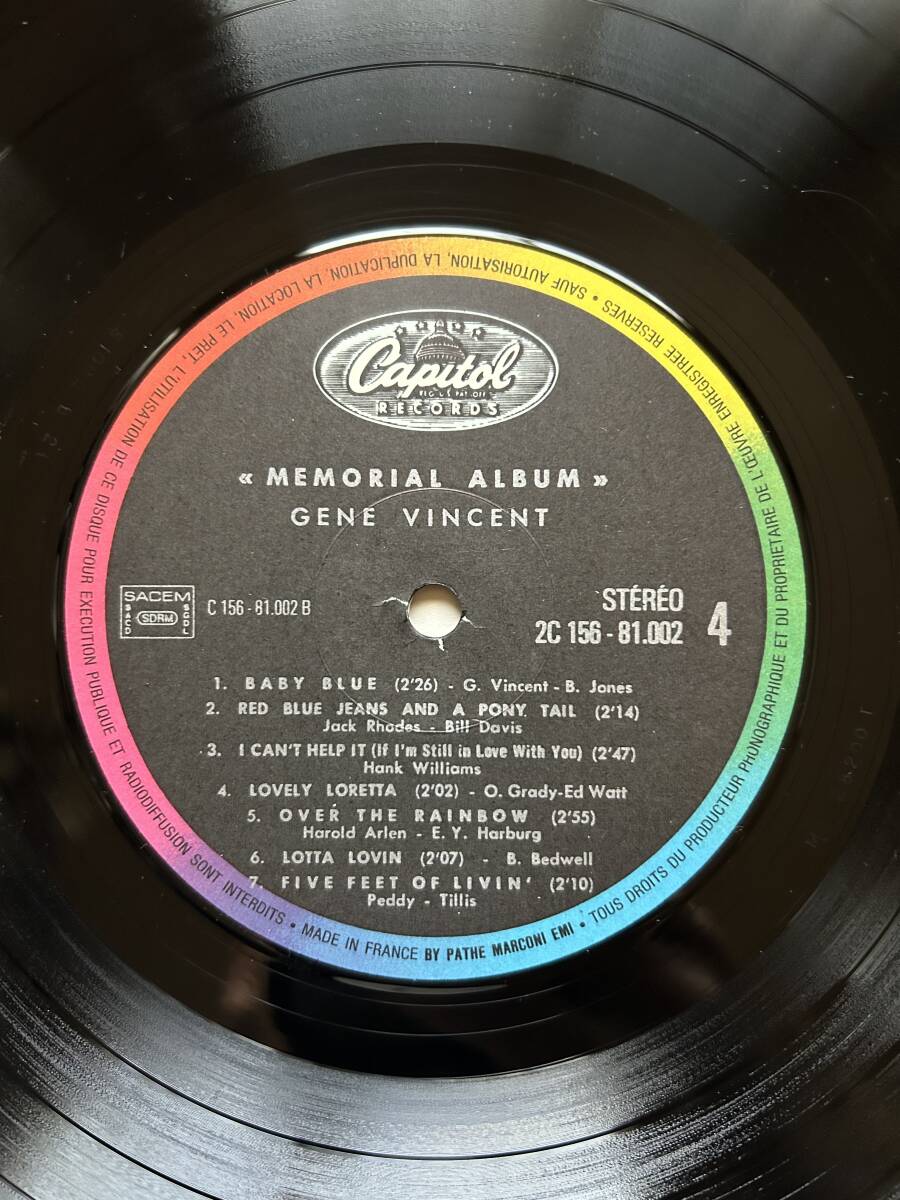 Capitol
REG. U.S. PAT. OFF.
RECORDS
« MEMORIAL ALBUM »
GENE VINCENT
SACEM
SACD
SDRM
SGDL
C 156 - 81.002 B
STÉRÉO
2C 156 - 81.002
4
1. BABY BLUE (2'26) - G. Vincent - B. Jones
2. RED BLUE JEANS AND A PONY TAIL (2'14)
Jack Rhodes - Bill Davis
3. I CAN'T HELP IT (If I'm Still in Love With You) (2'47)
Hank Williams
4. LOVELY LORETTA (2'02) - O. Grady-Ed Watt
5. OVER THE RAINBOW (2'55)
Harold Arlen - E. Y. Harburg
6. LOTTA LOVIN (2'07) - B. Bedwell
7. FIVE FEET OF LIVIN' (2'10)
Peddy - Tillis
• MADE IN FRANCE BY PATHE MARCONI EMI • TOUS DROITS DU PRODUCTEUR PHONOGRAPHIQUE ET DU PROPRIETAIRE DE L'ŒUVRE ENREGISTREE RESERVES • SAUF AUTORISATION, LA DUPLICATION, LA LOCATION, LE PRET, L'UTILISATION DE CE DISQUE POUR EXECUTION PUBLIQUE ET RADIODIFFUSION SONT INTERDITS